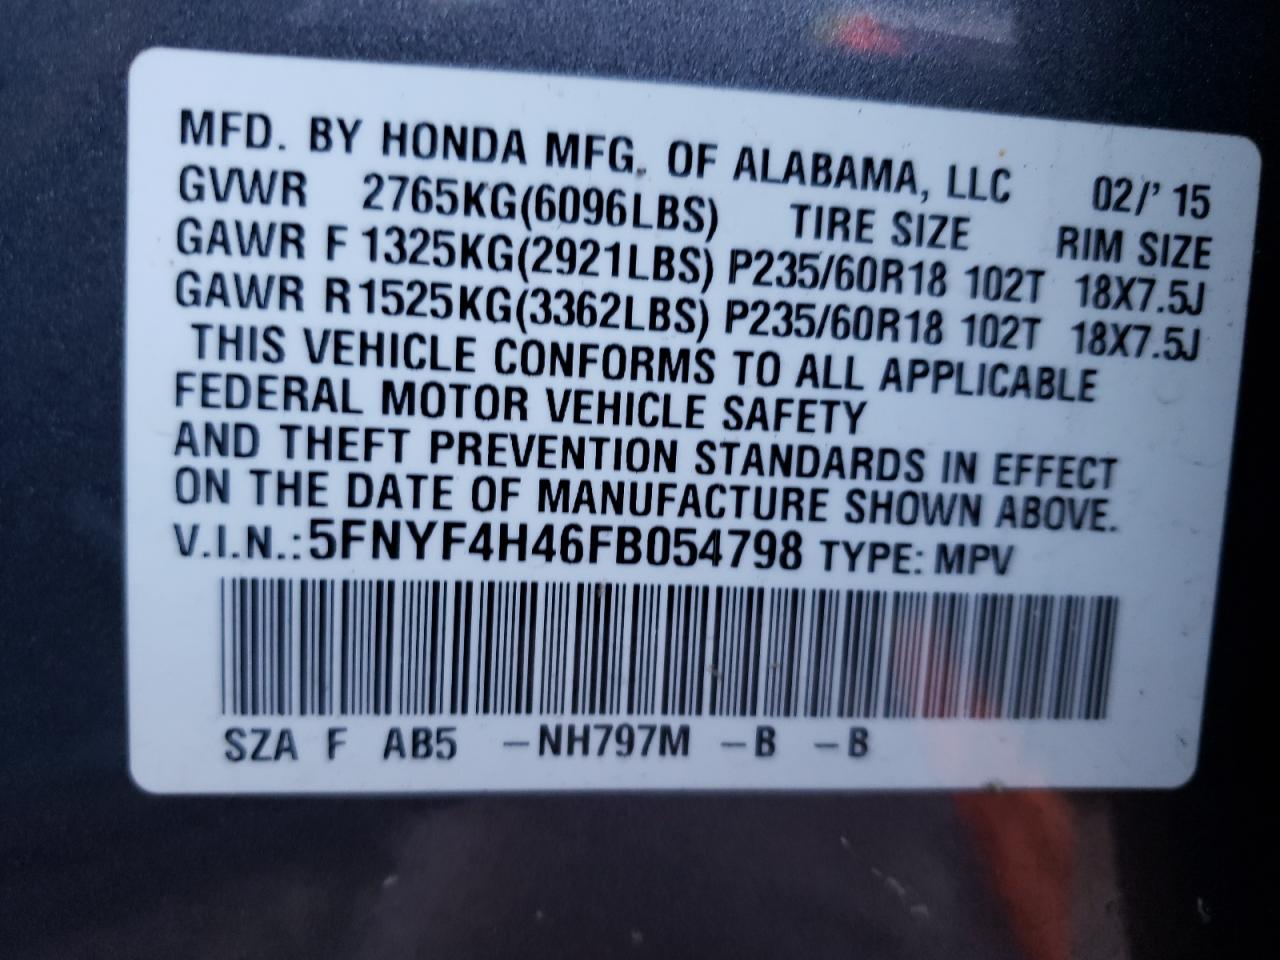 MFD. BY HONDA MFG. OF ALABAMA, LLC 02/' 15
GVWR 2765KG(6096LBS) TIRE SIZE RIM SIZE
GAWR F 1325KG(2921LBS) P235/60R18 102T 18X7.5J
GAWR R1525KG(3362LBS) P235/60R18 102T 18X7.5J
THIS VEHICLE CONFORMS TO ALL APPLICABLE
FEDERAL MOTOR VEHICLE SAFETY
AND THEFT PREVENTION STANDARDS IN EFFECT
ON THE DATE OF MANUFACTURE SHOWN ABOVE.
V.I.N.:5FNYF4H46FB054798 TYPE: MPV
SZA F AB5 -NH797M -B -B